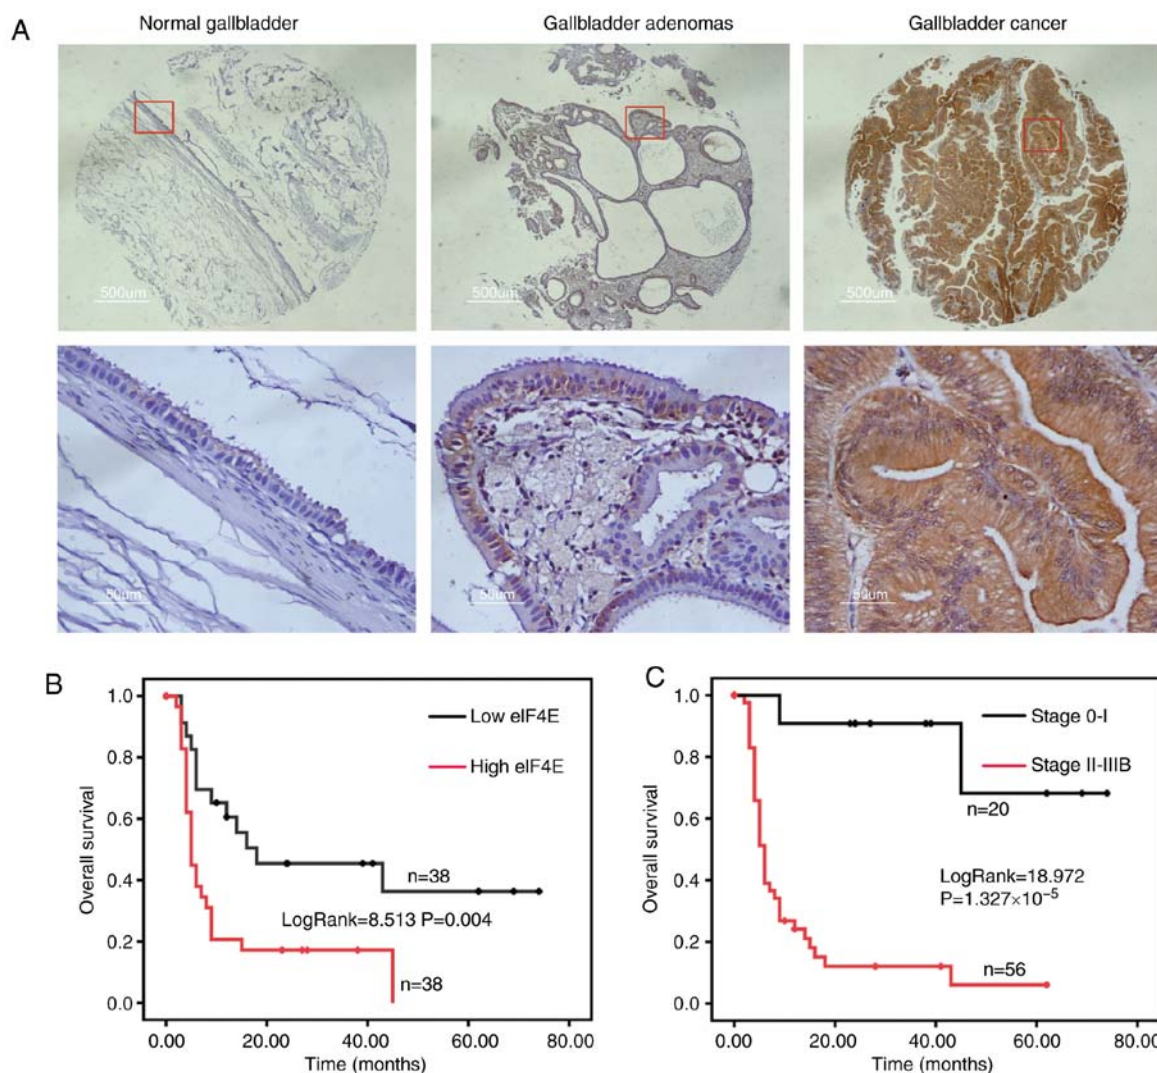 A
Normal gallbladder
Gallbladder adenomas
Gallbladder cancer
500um
500um
500um
50um
50um
50um
B
Low eIF4E
High eIF4E
n=38
LogRank=8.513 P=0.004
n=38
Overall survival
1.0
0.8
0.6
0.4
0.2
0.0
0.00
20.00
40.00
60.00
80.00
Time (months)
C
Stage 0-I
Stage II-IIIB
n=20
LogRank=18.972
P=1.327×10⁻⁵
n=56
Overall survival
1.0
0.8
0.6
0.4
0.2
0.0
0.00
20.00
40.00
60.00
80.00
Time (months)